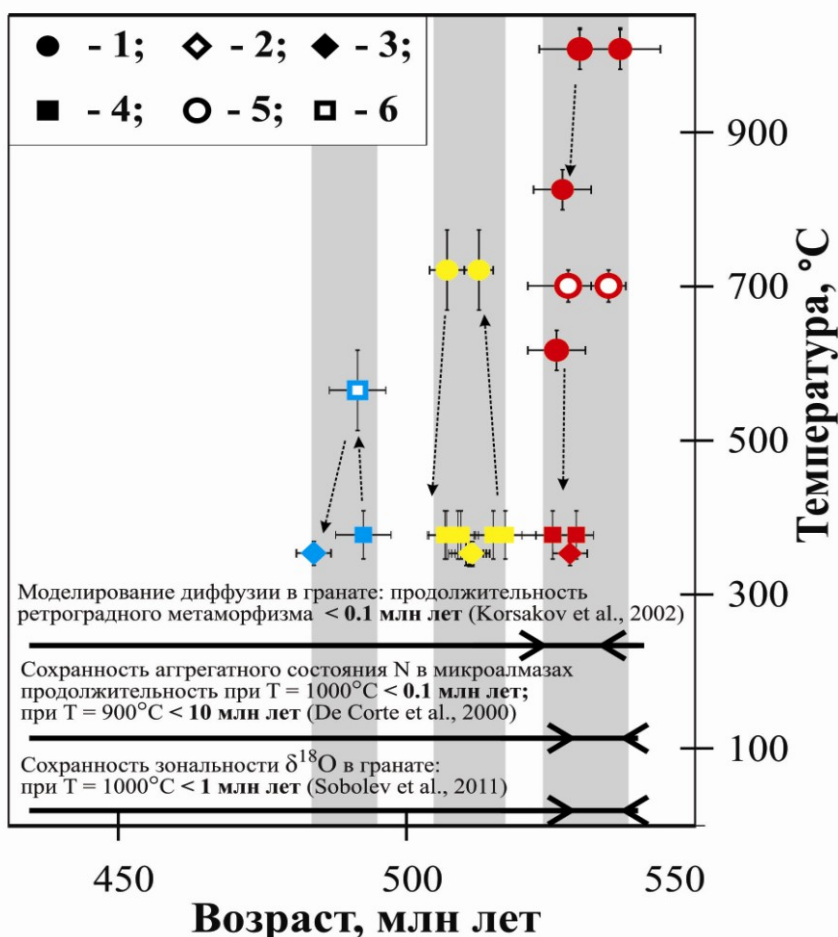 - 1; - 2; - 3;
- 4; - 5; - 6
900
700
500
300
100
Температура, °C
Моделирование диффузии в гранате: продолжительность
ретроградного метаморфизма < 0.1 млн лет (Korsakov et al., 2002)
Сохранность аггрегатного состояния N в микроалмазах
продолжительность при T = 1000°C < 0.1 млн лет;
при T = 900°C < 10 млн лет (De Corte et al., 2000)
Сохранность зональности δ¹⁸O в гранате:
при T = 1000°C < 1 млн лет (Sobolev et al., 2011)
450 500 550
Возраст, млн лет